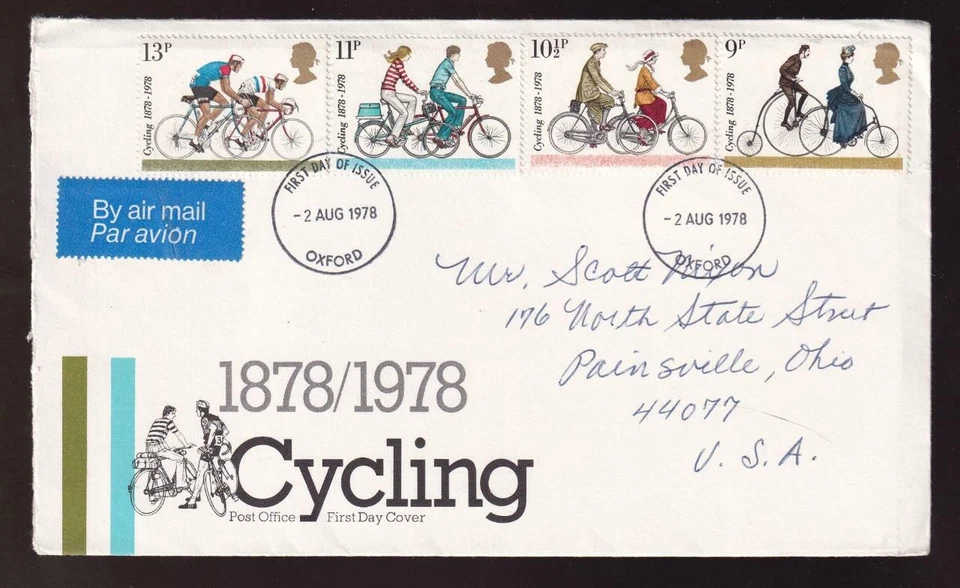 13P
Cycling 1878-1978
11P
Cycling 1878-1978
10½P
Cycling 1878-1978
9P
Cycling 1878-1978
By air mail
Par avion
FIRST DAY OF ISSUE
-2 AUG 1978
OXFORD
FIRST DAY OF ISSUE
-2 AUG 1978
OXFORD
Mr. Scott Nixon
176 North State Street
Painsville, Ohio
44077
U. S. A.
1878/1978
Cycling
Post Office First Day Cover